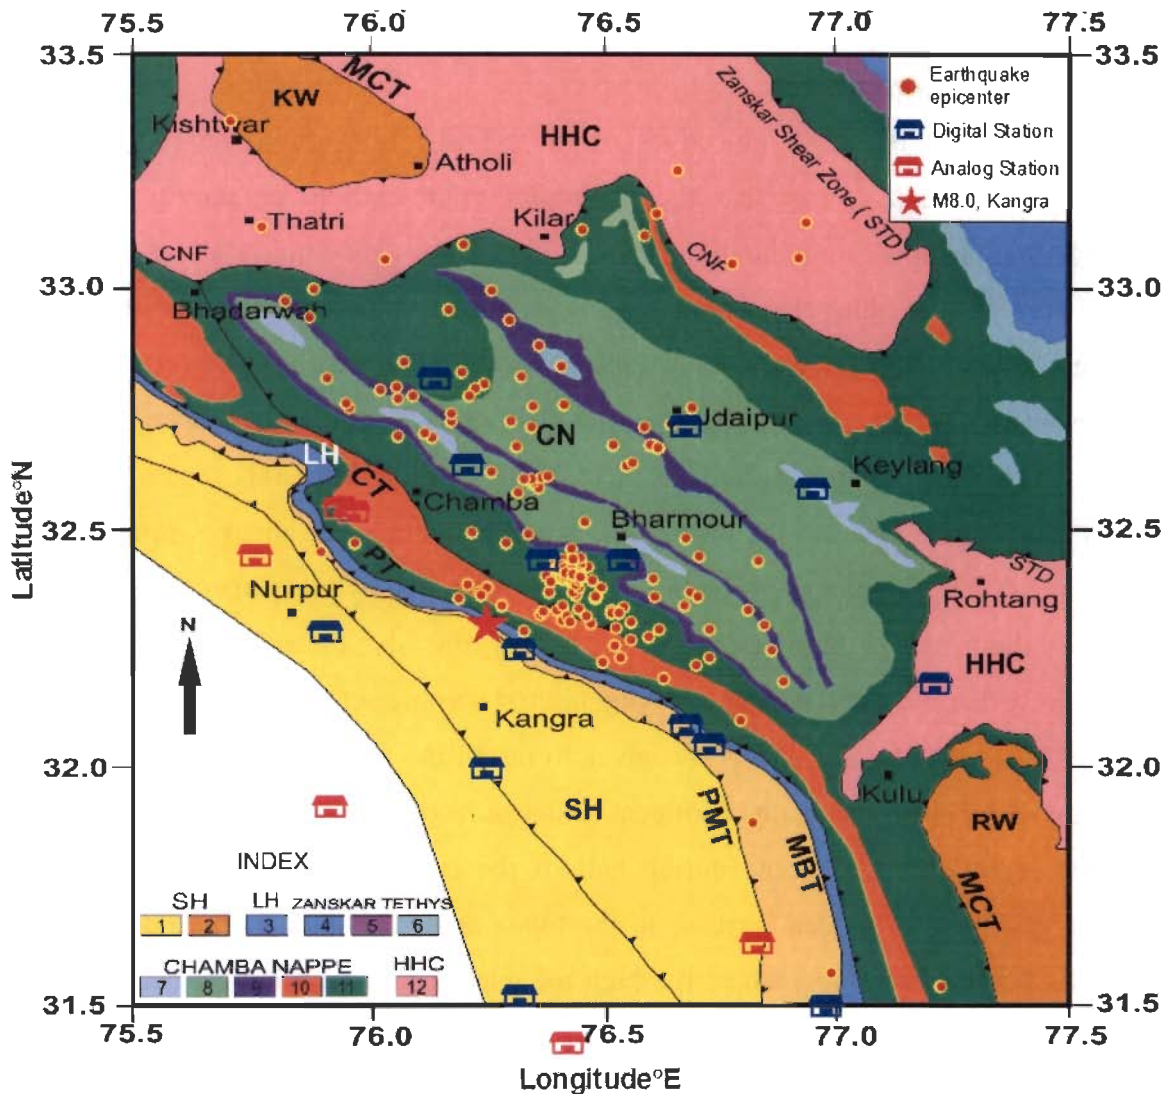 75.5 76.0 76.5 77.0 77.5
33.5 33.5
MCT
KW
Kishtwar
HHC
Atholi
Zanskar Shear Zone ( STD )
Earthquake
epicenter
Digital Station
Analog Station
M8.0, Kangra
Thatri
Kilar
CNF
CNF
33.0 33.0
Bhadarwah
CN
Udaipur
LH
CT
Keylang
Chamba
Bharmour
32.5 32.5
PT
STD
Nurpur
Rohtang
N
HHC
Kangra
32.0 32.0
Kulu
SH
PMT
RW
MBT
MCT
INDEX
SH LH ZANSKAR TETHYS
1 2 3 4 5 6
CHAMBA NAPPE HHC
7 8 9 10 11 12
31.5 31.5
75.5 76.0 76.5 77.0 77.5
Latitude°N
Longitude°E